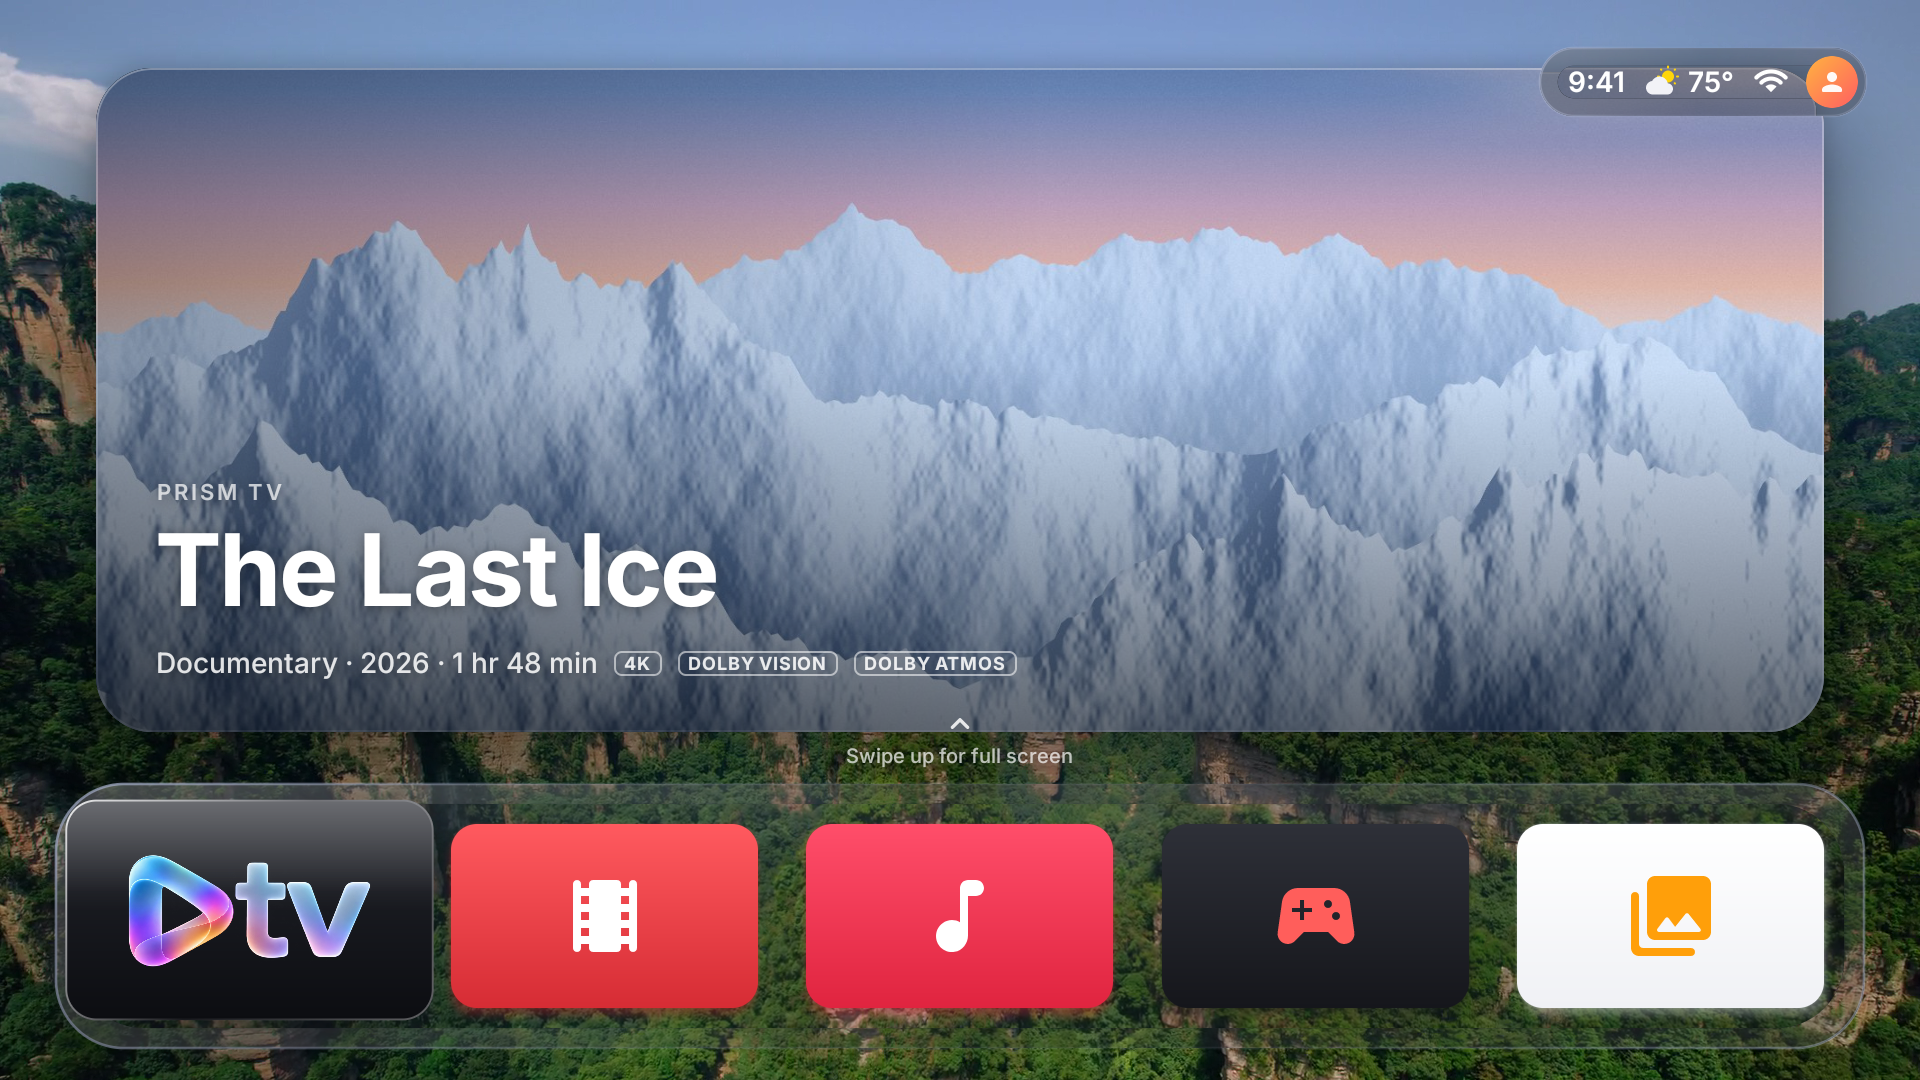 9:41 75°
PRISM TV
The Last Ice
Documentary · 2026 · 1 hr 48 min 4K DOLBY VISION DOLBY ATMOS
Swipe up for full screen
tv